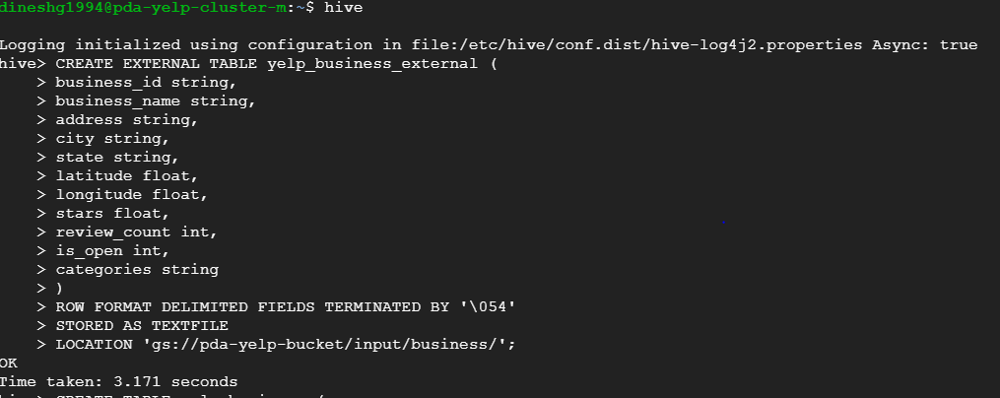 dineshg1994@pda-yelp-cluster-m:~$ hive
Logging initialized using configuration in file:/etc/hive/conf.dist/hive-log4j2.properties Async: true
hive> CREATE EXTERNAL TABLE yelp_business_external (
    > business_id string,
    > business_name string,
    > address string,
    > city string,
    > state string,
    > latitude float,
    > longitude float,
    > stars float,
    > review_count int,
    > is_open int,
    > categories string
    > )
    > ROW FORMAT DELIMITED FIELDS TERMINATED BY '\054'
    > STORED AS TEXTFILE
    > LOCATION 'gs://pda-yelp-bucket/input/business/';
OK
Time taken: 3.171 seconds